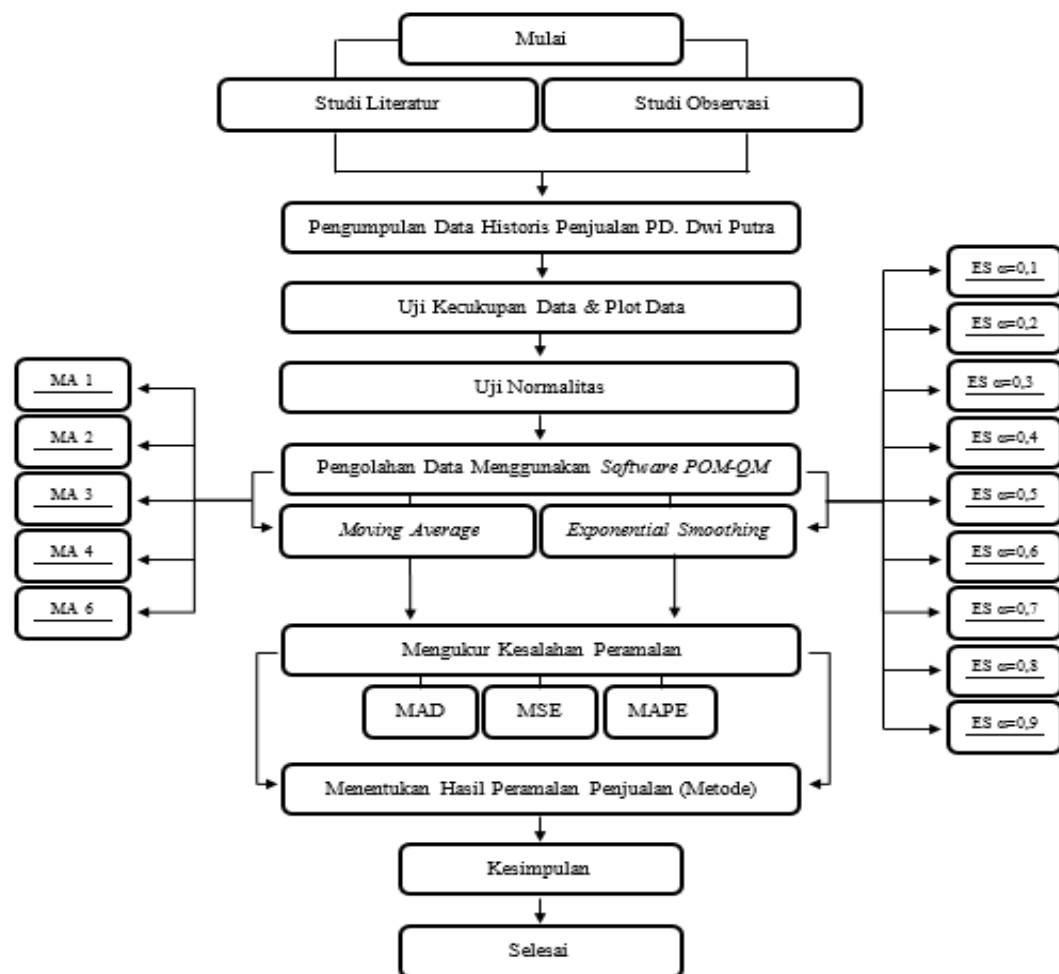 Mulai
Studi Literatur
Studi Observasi
Pengumpulan Data Historis Penjualan PD. Dwi Putra
Uji Kecukupan Data & Plot Data
Uji Normalitas
Pengolahan Data Menggunakan Software POM-QM
Moving Average
Exponential Smoothing
MA 1
MA 2
MA 3
MA 4
MA 6
ES α=0,1
ES α=0,2
ES α=0,3
ES α=0,4
ES α=0,5
ES α=0,6
ES α=0,7
ES α=0,8
ES α=0,9
Mengukur Kesalahan Peramalan
MAD
MSE
MAPE
Menentukan Hasil Peramalan Penjualan (Metode)
Kesimpulan
Selesai